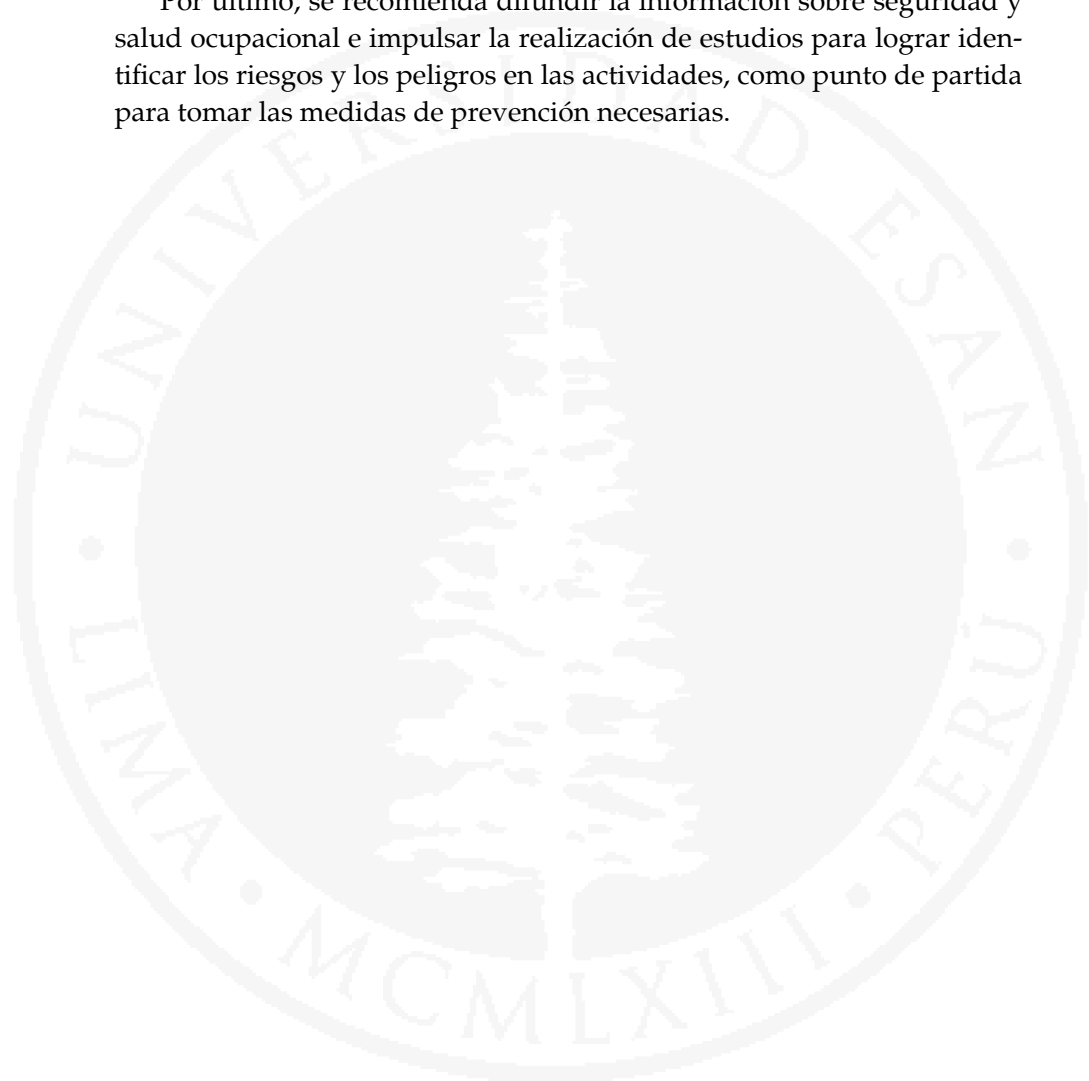 Por último, se recomienda difundir la información sobre seguridad y
salud ocupacional e impulsar la realización de estudios para lograr iden-
tificar los riesgos y los peligros en las actividades, como punto de partida
para tomar las medidas de prevención necesarias.
UNIVERSIDAD ESAN
LIMA • MCMLXIII • PERÚ